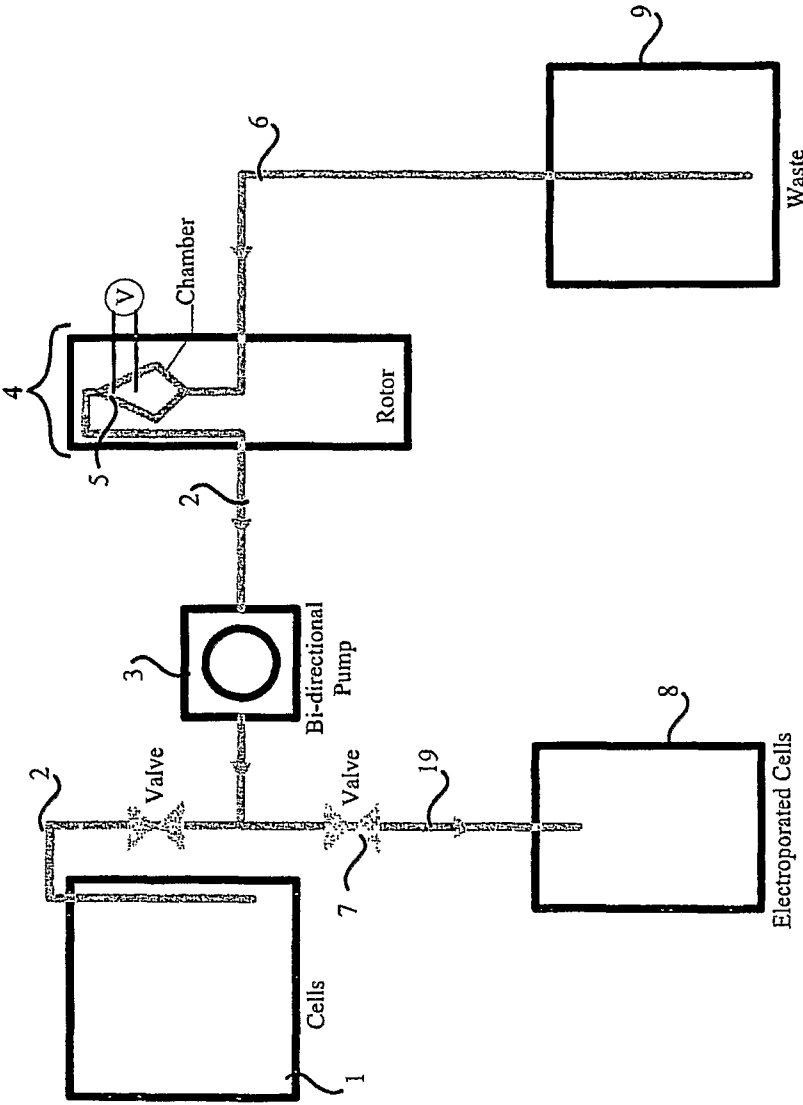 4
9
6
V
Chamber
5
Rotor
2
3
Bi-directional
Pump
Waste
2
Valve
Valve
7
19
8
Cells
1
Electroporated Cells